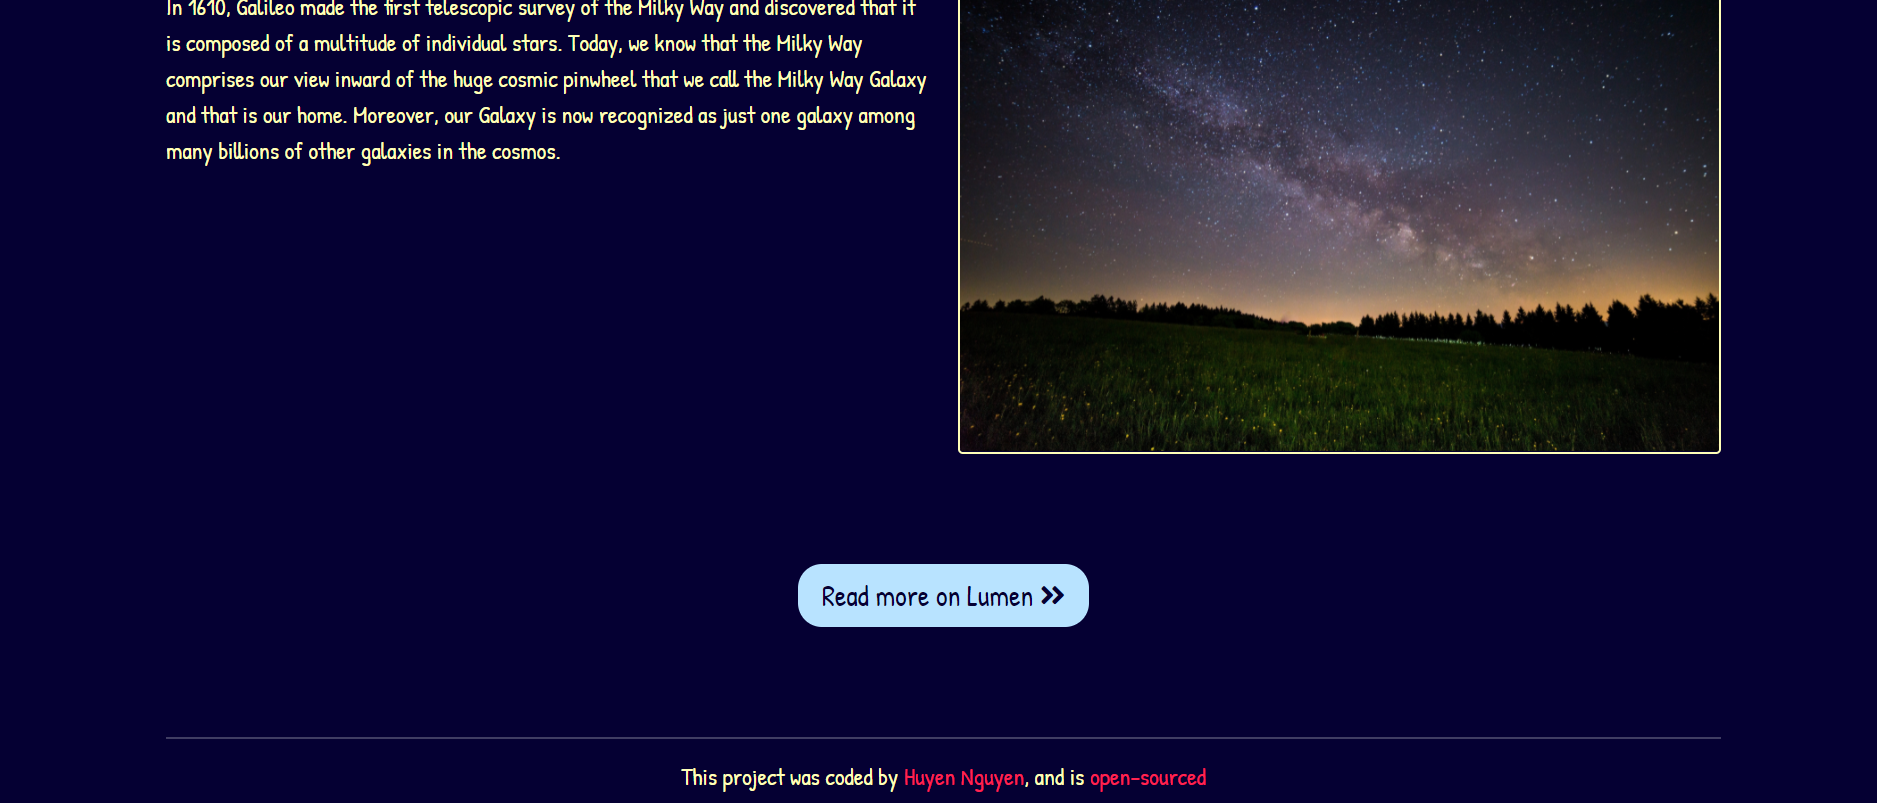 In 1610, Galileo made the first telescopic survey of the Milky Way and discovered that it
is composed of a multitude of individual stars. Today, we know that the Milky Way
comprises our view inward of the huge cosmic pinwheel that we call the Milky Way Galaxy
and that is our home. Moreover, our Galaxy is now recognized as just one galaxy among
many billions of other galaxies in the cosmos.
Read more on Lumen
This project was coded by Huyen Nguyen, and is open-sourced